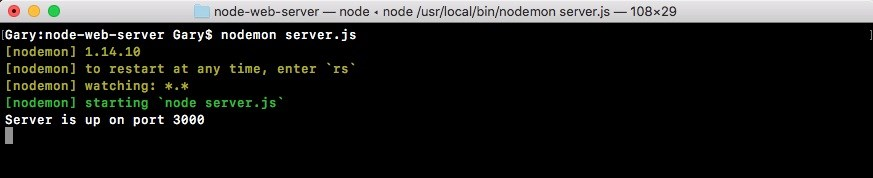 node-web-server — node ◂ node /usr/local/bin/nodemon server.js — 108×29
[Gary:node-web-server Gary$ nodemon server.js ]
[nodemon] 1.14.10
[nodemon] to restart at any time, enter `rs`
[nodemon] watching: *.*
[nodemon] starting `node server.js`
Server is up on port 3000